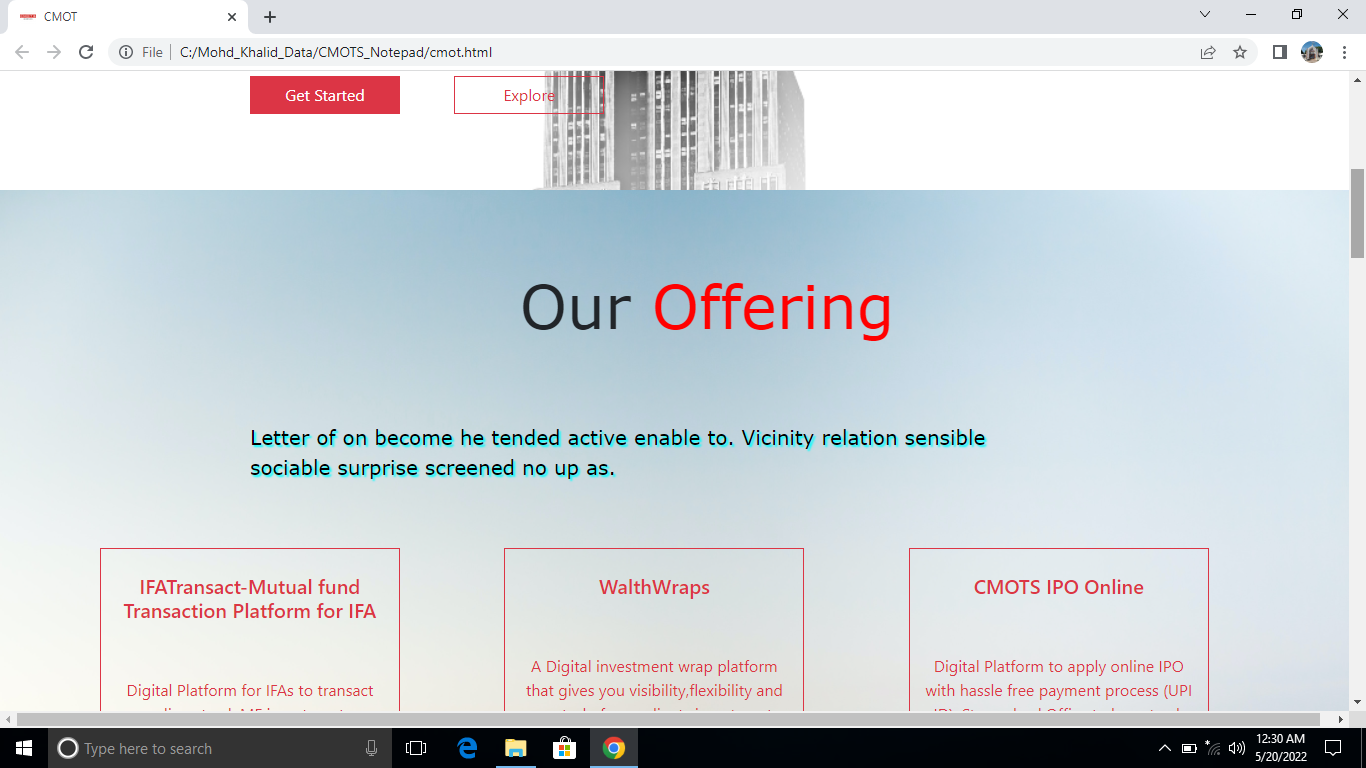 CMOT
File
C:/Mohd_Khalid_Data/CMOTS_Notepad/cmot.html
Get Started
Explore
Our Offering
Letter of on become he tended active enable to. Vicinity relation sensible
sociable surprise screened no up as.
IFATransact-Mutual fund
Transaction Platform for IFA
Digital Platform for IFAs to transact
WalthWraps
A Digital investment wrap platform
that gives you visibility,flexibility and
CMOTS IPO Online
Digital Platform to apply online IPO
with hassle free payment process (UPI
Type here to search
12:30 AM
5/20/2022